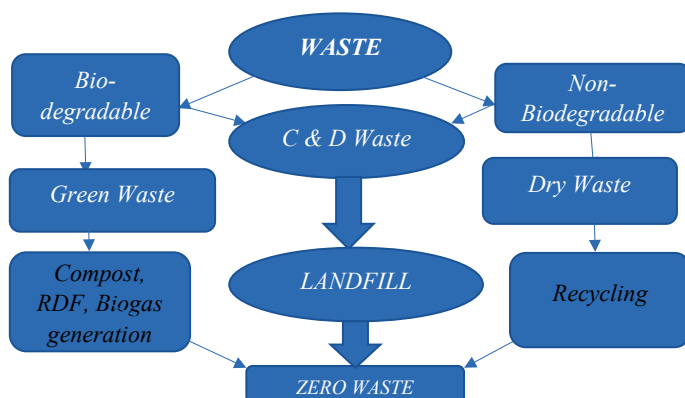 WASTE
Bio-
degradable
Non-
Biodegradable
C & D Waste
Green Waste
Dry Waste
Compost,
RDF, Biogas
generation
LANDFILL
Recycling
ZERO WASTE